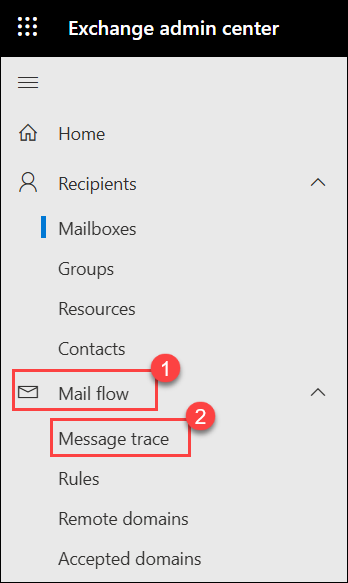 Exchange admin center
Home
Recipients
Mailboxes
Groups
Resources
Contacts
1
Mail flow
2
Message trace
Rules
Remote domains
Accepted domains